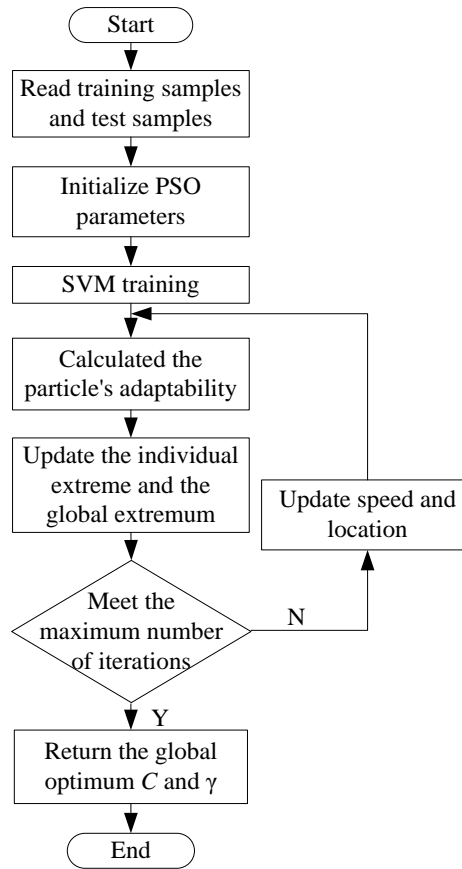 Start
Read training samples
and test samples
Initialize PSO
parameters
SVM training
Calculated the
particle's adaptability
Update the individual
extreme and the
global extremum
Update speed and
location
Meet the
maximum number
of iterations
N
Y
Return the global
optimum C and γ
End